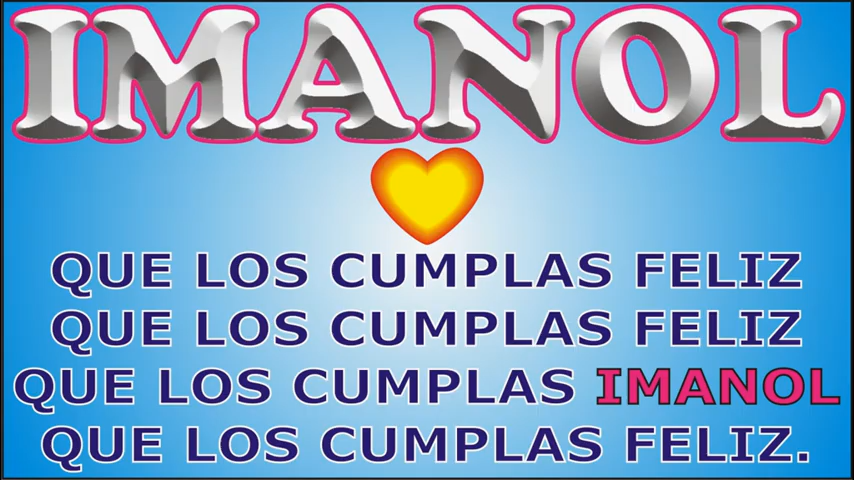 IMANOL
QUE LOS CUMPLAS FELIZ
QUE LOS CUMPLAS FELIZ
QUE LOS CUMPLAS IMANOL
QUE LOS CUMPLAS FELIZ.